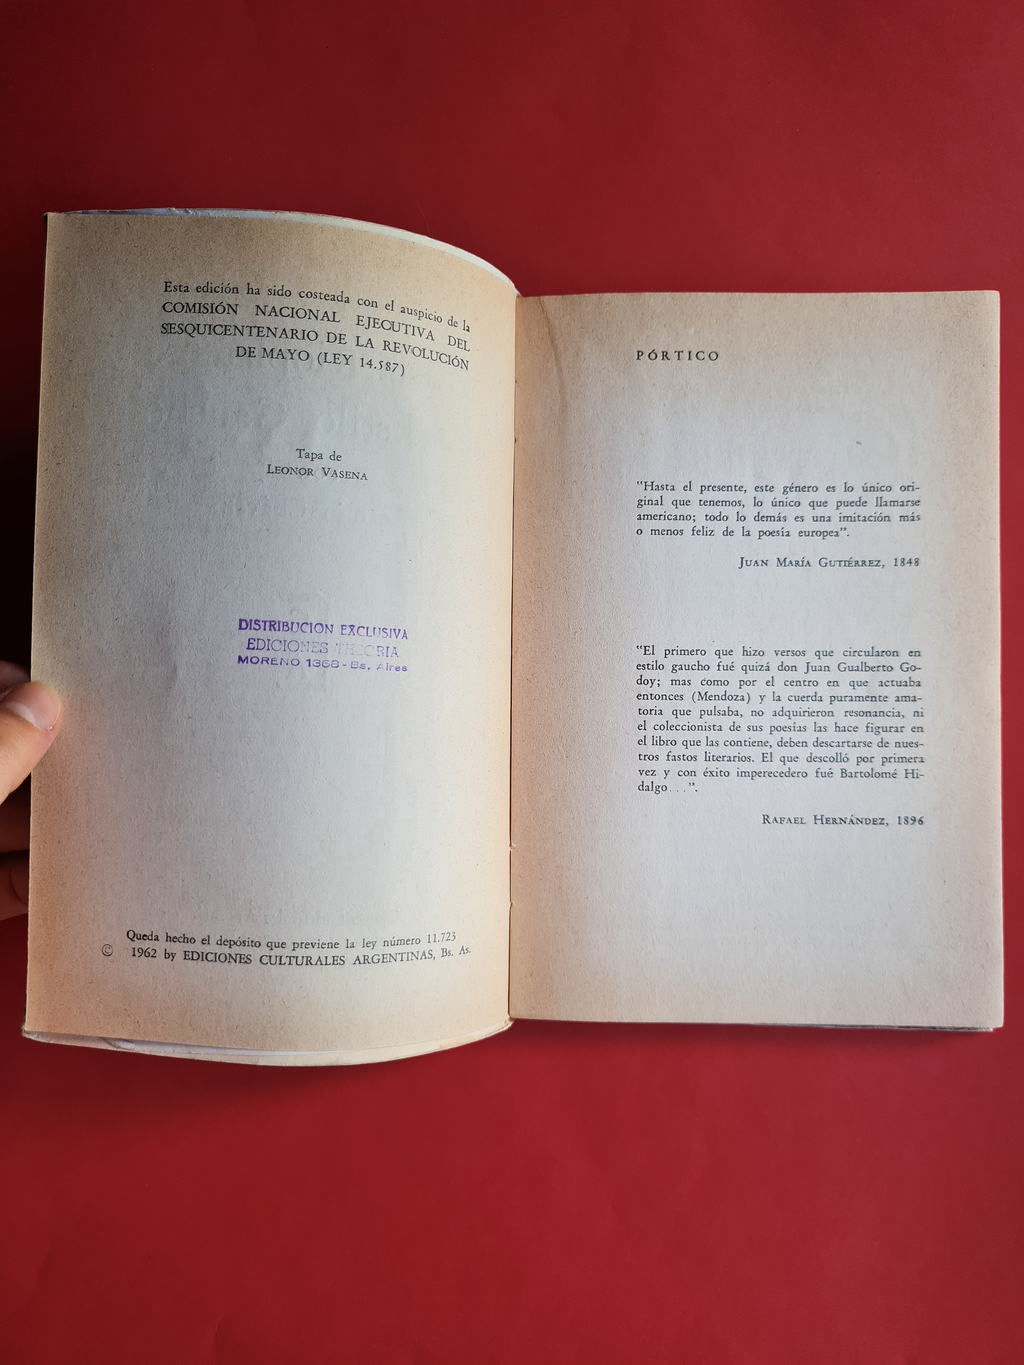 Esta edición ha sido costeada con el auspicio de la
COMISIÓN NACIONAL EJECUTIVA DEL
SESQUICENTENARIO DE LA REVOLUCIÓN
DE MAYO (LEY 14.587)
Tapa de
LEONOR VASENA
DISTRIBUCION EXCLUSIVA
EDICIONES THEORIA
MORENO 1368 - Bs. Aires
Queda hecho el depósito que previene la ley número 11.723
© 1962 by EDICIONES CULTURALES ARGENTINAS, Bs. As.
PÓRTICO
"Hasta el presente, este género es lo único ori-
ginal que tenemos, lo único que puede llamarse
americano; todo lo demás es una imitación más
o menos feliz de la poesía europea".
JUAN MARÍA GUTIÉRREZ, 1848
"El primero que hizo versos que circularon en
estilo gaucho fué quizá don Juan Gualberto Go-
doy; mas como por el centro en que actuaba
entonces (Mendoza) y la cuerda puramente ama-
toria que pulsaba, no adquirieron resonancia, ni
el coleccionista de sus poesías las hace figurar en
el libro que las contiene, deben descartarse de nues-
tros fastos literarios. El que descolló por primera
vez y con éxito imperecedero fué Bartolomé Hi-
dalgo...".
RAFAEL HERNÁNDEZ, 1896